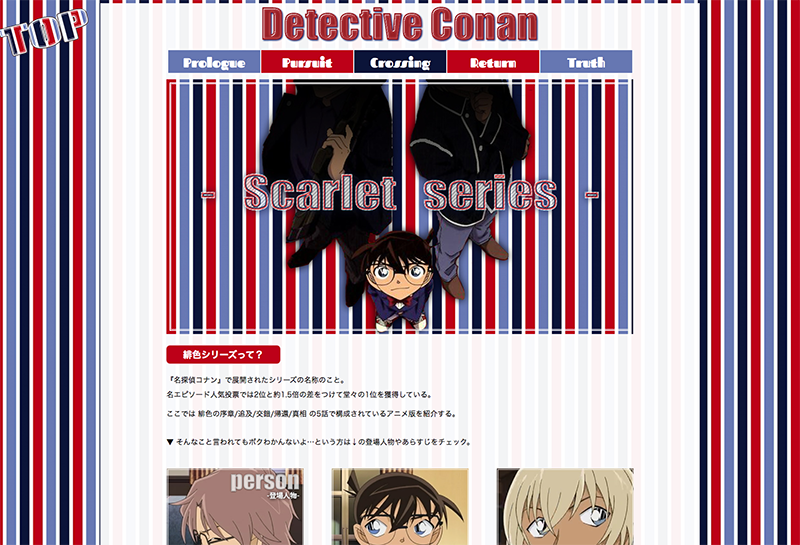 TOP
Detective Conan
Prologue
Pursuit
Crossing
Return
Truth
- Scarlet series -
緋色シリーズって？
『名探偵コナン』で展開されたシリーズの名称のこと。
名エピソード人気投票では2位と約1.5倍の差をつけて堂々の1位を獲得している。
ここでは 緋色の序章/追及/交錯/帰還/真相 の5話で構成されているアニメ版を紹介する。
▼ そんなこと言われてもボクわかんないよ…という方は↓の登場人物やあらすじをチェック。
person
-登場人物-